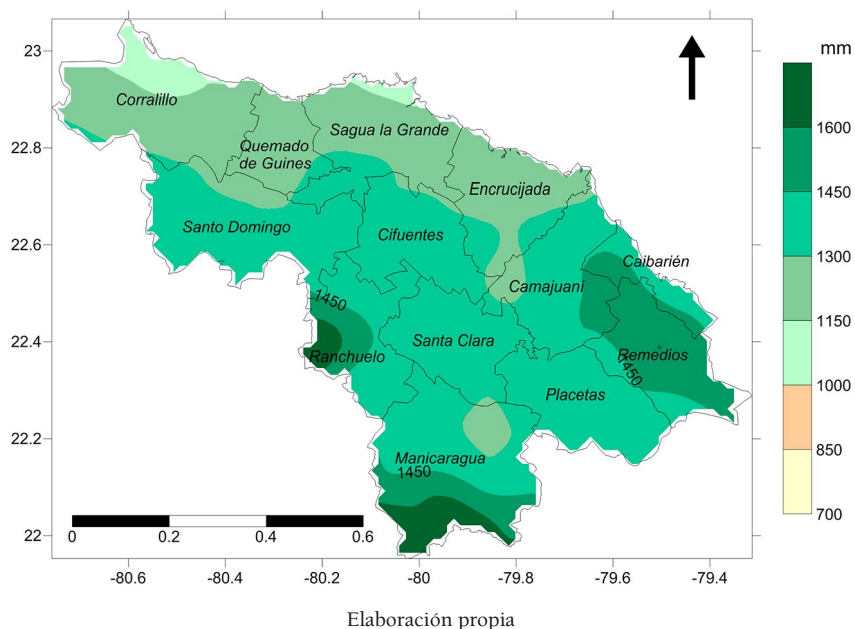 mm
23
22.8
22.6
22.4
22.2
22
Corralillo
Quemado
de Guines
Sagua la Grande
Encrucijada
Santo Domingo
Cifuentes
Caibarién
Camajuaní
1450
Ranchuelo
Santa Clara
Remedios
1450
Placetas
Manicaragua
1450
1600
1450
1300
1150
1000
850
700
0
0.2
0.4
0.6
-80.6
-80.4
-80.2
-80
-79.8
-79.6
-79.4
Elaboración propia